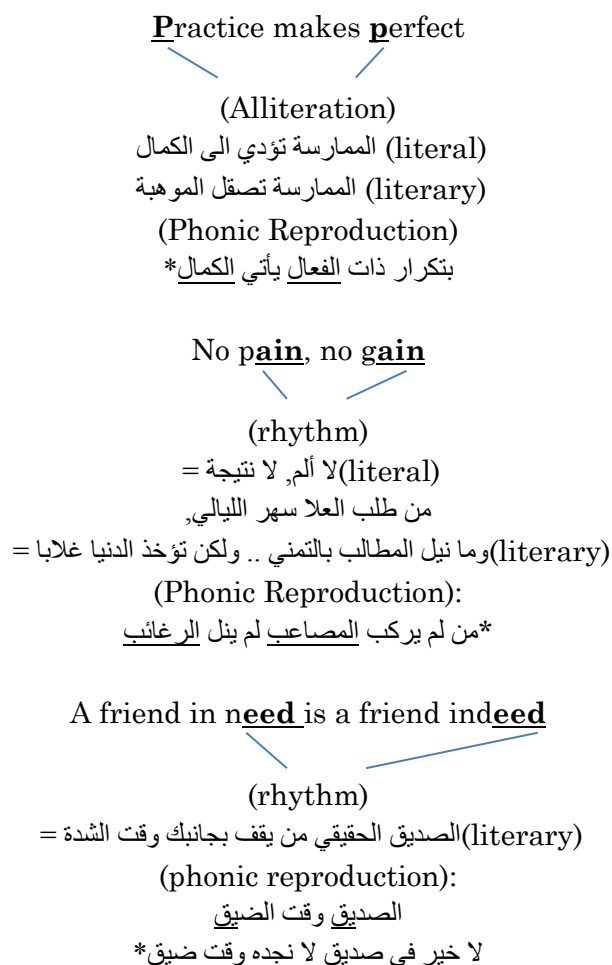 Practice makes perfect
(Alliteration)
الممارسة تؤدي الى الكمال (literal)
الممارسة تصقل الموهبة (literary)
(Phonic Reproduction)
بتكرار ذات الفعال يأتي الكمال*
No pain, no gain
(rhythm)
= لا ألم, لا نتيجة(literal)
من طلب العلا سهر الليالي,
= وما نيل المطالب بالتمني .. ولكن تؤخذ الدنيا غلابا(literary)
(Phonic Reproduction):
*من لم يركب المصاعب لم ينل الرغائب
A friend in need is a friend indeed
(rhythm)
= الصديق الحقيقي من يقف بجانبك وقت الشدة(literary)
(phonic reproduction):
الصديق وقت الضيق
لا خير في صديق لا نجده وقت ضيق*